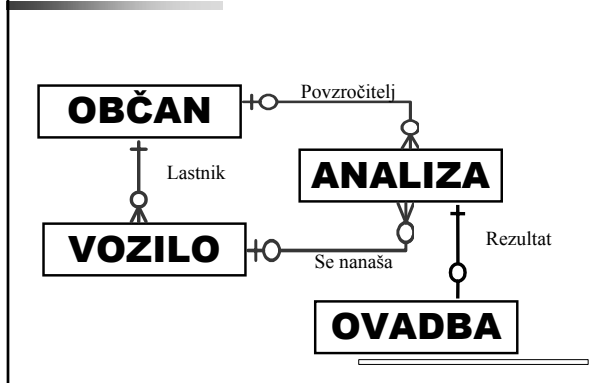 OBČAN
Povzročitelj
Lastnik
ANALIZA
VOZILO
Se nanaša
Rezultat
OVADBA